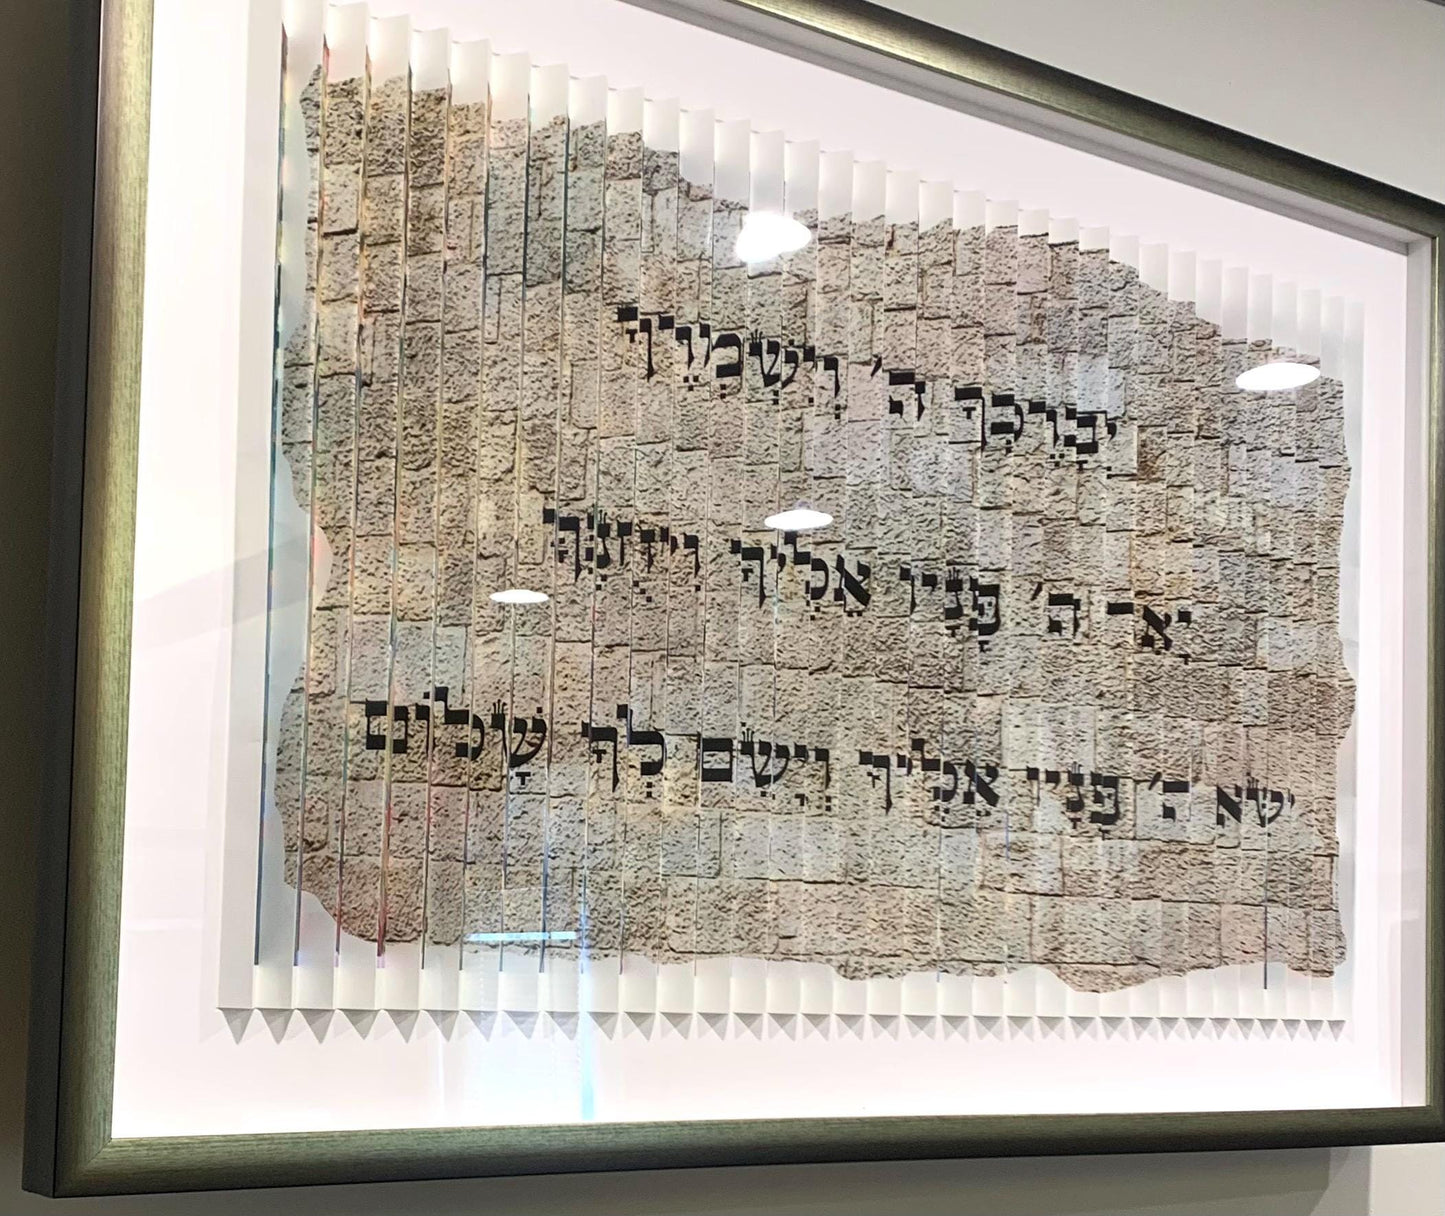 יְבָרֶכְךָ ה׳ וְיִשְׁמְרֶךָ
יָאֵר ה׳ פָּנָיו אֵלֶיךָ וִיחֻנֶּךָּ
יִשָּׂא ה׳ פָּנָיו אֵלֶיךָ וְיָשֵׂם לְךָ שָׁלוֹם